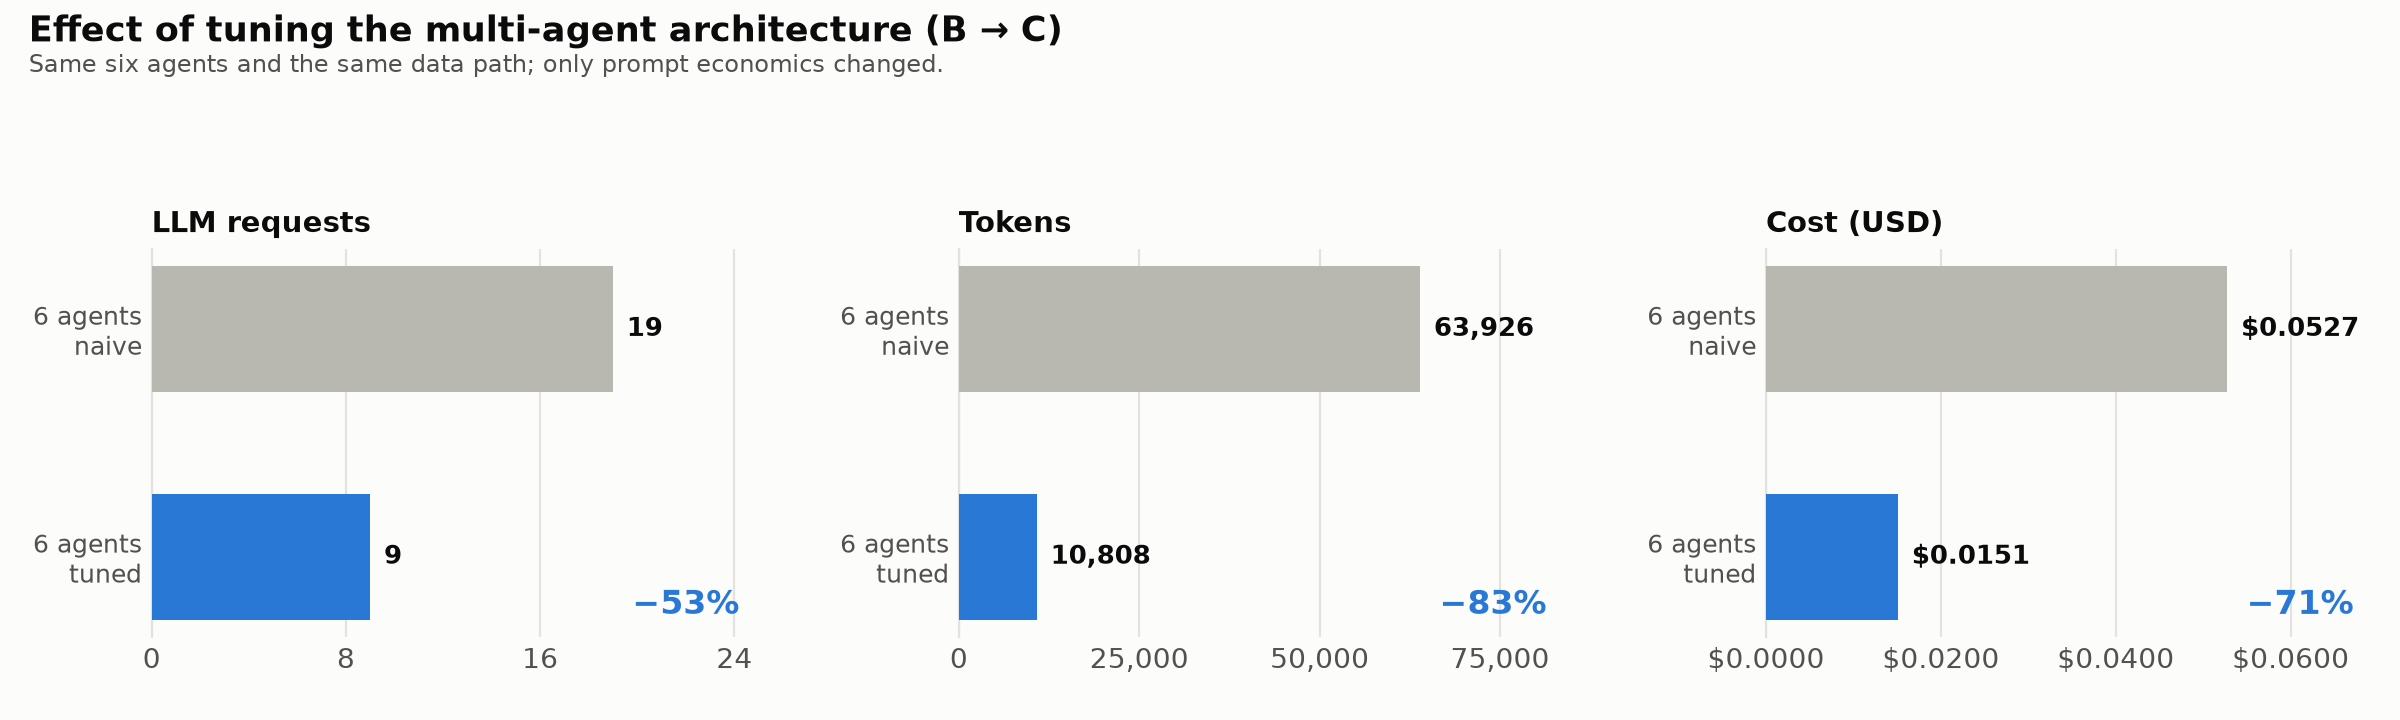 Effect of tuning the multi-agent architecture (B → C)
Same six agents and the same data path; only prompt economics changed.
LLM requests
6 agents
naive
19
6 agents
tuned
9
−53%
0 8 16 24
Tokens
6 agents
naive
63,926
6 agents
tuned
10,808
−83%
0 25,000 50,000 75,000
Cost (USD)
6 agents
naive
$0.0527
6 agents
tuned
$0.0151
−71%
$0.0000 $0.0200 $0.0400 $0.0600